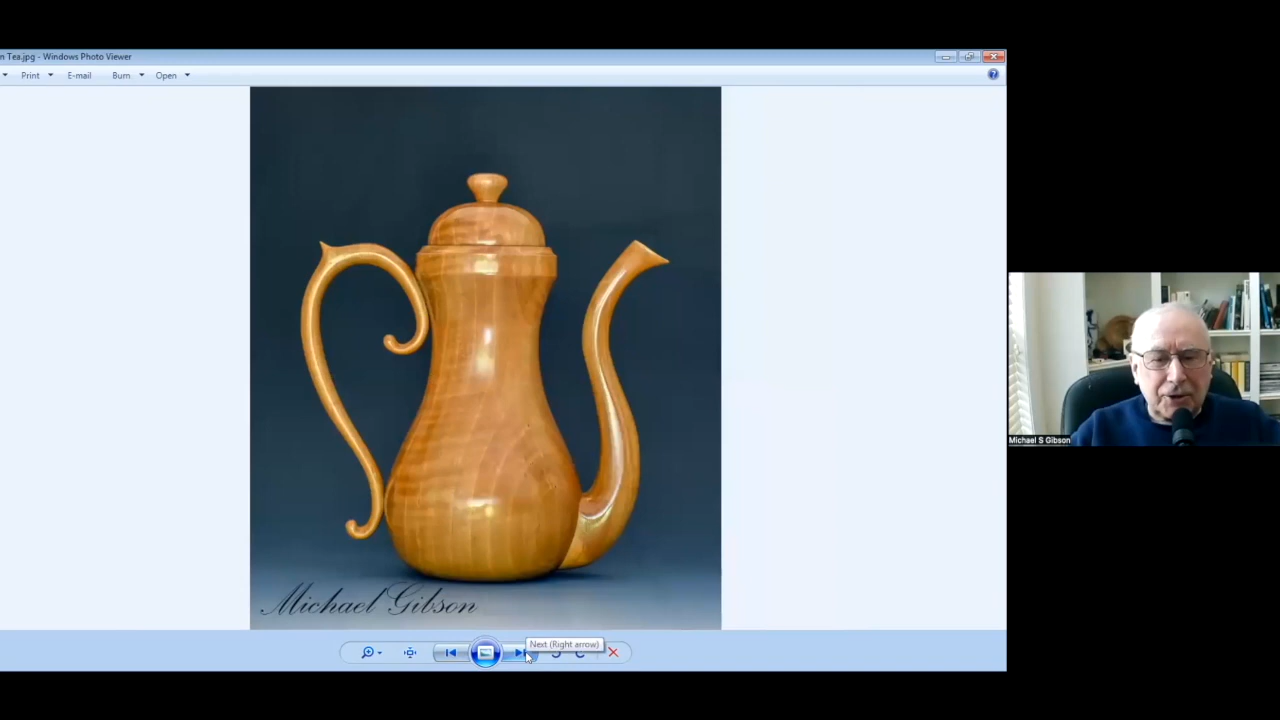 n Tea.jpg - Windows Photo Viewer
Print E-mail Burn Open
Michael S Gibson
Michael Gibson
Next (Right arrow)